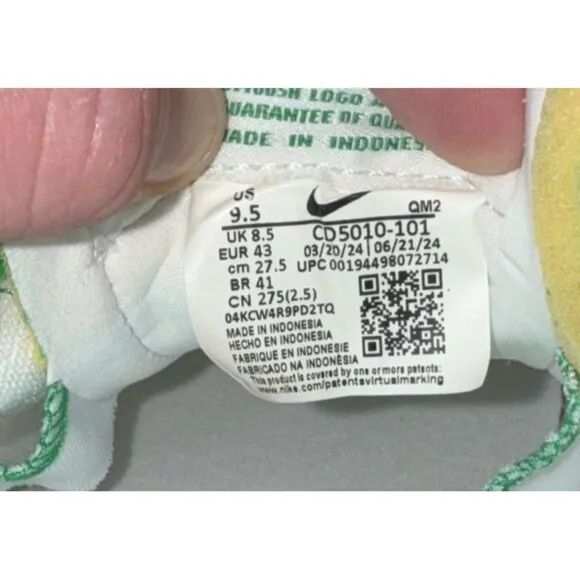 LOGO
GUARANTEE OF
MADE IN
US
9.5
QM2
UK 8.5 CD5010-101
EUR 43 03/20/24 | 06/21/24
cm 27.5 UPC 00194498072714
BR 41
CN 275(2.5)
04KCW4R9PD2TQ
MADE IN INDONESIA
HECHO EN INDONESIA
FABRIQUE EN INDONESIE
FABRICADO NA INDONÉSIA
This product is covered by one or more patents:
www.nike.com/patentsvirtualmarking